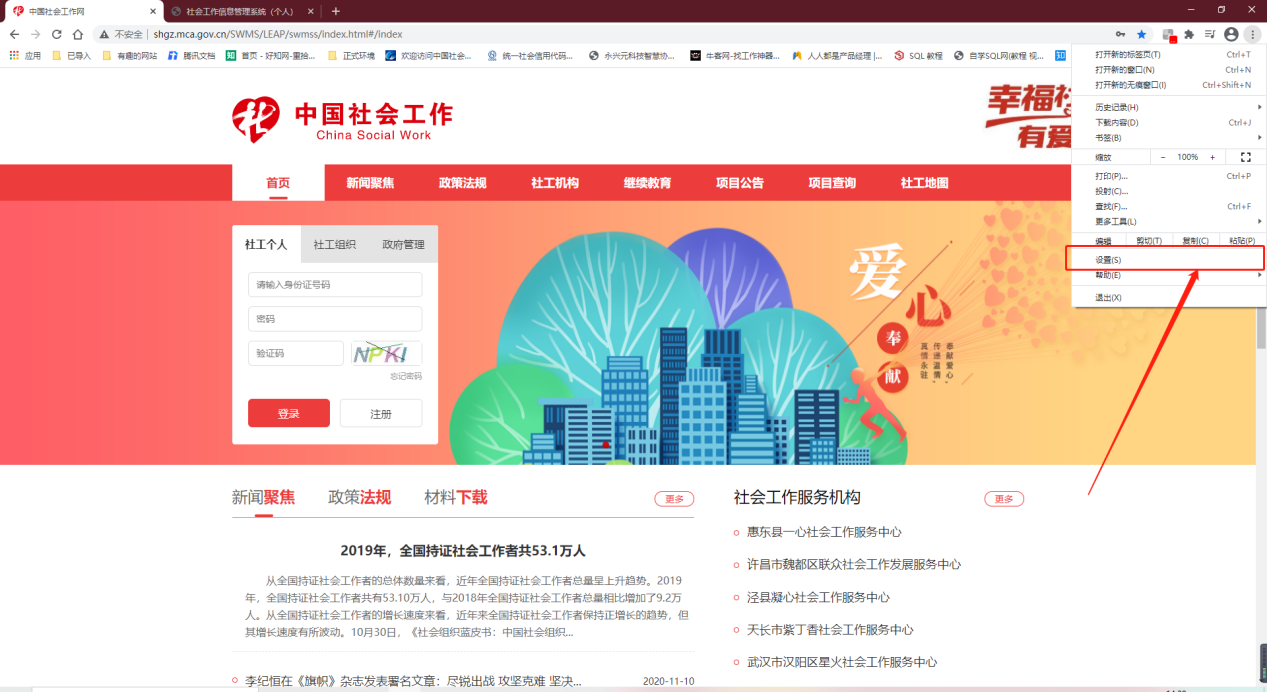 中国社会工作网
社会工作信息管理系统（个人）
不安全 shgz.mca.gov.cn/SWMS/LEAP/swmss/index.html#/index
应用 已导入 有趣的网站 腾讯文档 首页 - 好知网-重拾... 正式环境 欢迎访问中国社会... 统一社会信用代码... 永兴元科技智慧协... 牛客网-找工作神器... 人人都是产品经理 |... SQL 教程 自学SQL网(教程 视...
打开新的标签页(T) Ctrl+T
打开新的窗口(N) Ctrl+N
打开新的无痕窗口(I) Ctrl+Shift+N
历史记录(H)
下载内容(D) Ctrl+J
书签(B)
缩放 - 100% +
打印(P)... Ctrl+P
投射(C)...
查找(F)... Ctrl+F
更多工具(L)
编辑 剪切(T) 复制(C) 粘贴(P)
设置(S)
帮助(E)
退出(X)
中国社会工作
China Social Work
幸福社
有爱
首页 新闻聚焦 政策法规 社工机构 继续教育 项目公告 项目查询 社工地图
社工个人 社工组织 政府管理
请输入身份证号码
密码
验证码 NPKI
忘记密码
登录 注册
爱
心
奉
献
奉献爱心
传递温情
真情永驻
新闻聚焦 政策法规 材料下载 更多
2019年，全国持证社会工作者共53.1万人
从全国持证社会工作者的总体数量来看，近年全国持证社会工作者总量呈上升趋势。2019
年，全国持证社会工作者共有53.10万人，与2018年全国持证社会工作者总量相比增加了9.2万
人。从全国持证社会工作者的增长速度来看，近年来全国持证社会工作者保持正增长的趋势，但
其增长速度有所波动。10月30日，《社会组织蓝皮书：中国社会组织...
李纪恒在《旗帜》杂志发表署名文章：尽锐出战 攻坚克难 坚决... 2020-11-10
社会工作服务机构 更多
惠东县一心社会工作服务中心
许昌市魏都区联众社会工作发展服务中心
泾县凝心社会工作服务中心
天长市紫丁香社会工作服务中心
武汉市汉阳区星火社会工作服务中心